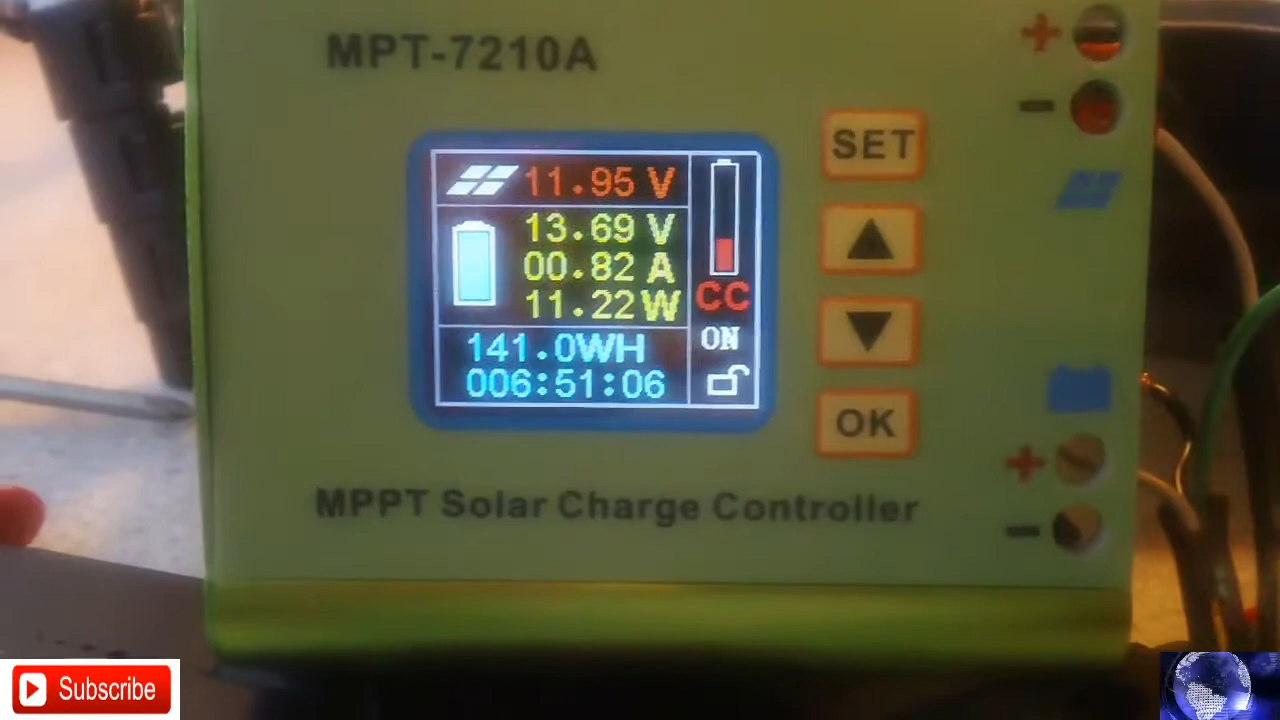 MPT-7210A
+
-
SET
11.95 V
13.69 V
00.82 A
11.22 W
CC
ON
141.0WH
006:51:06
OK
MPPT Solar Charge Controller
+
-
Subscribe